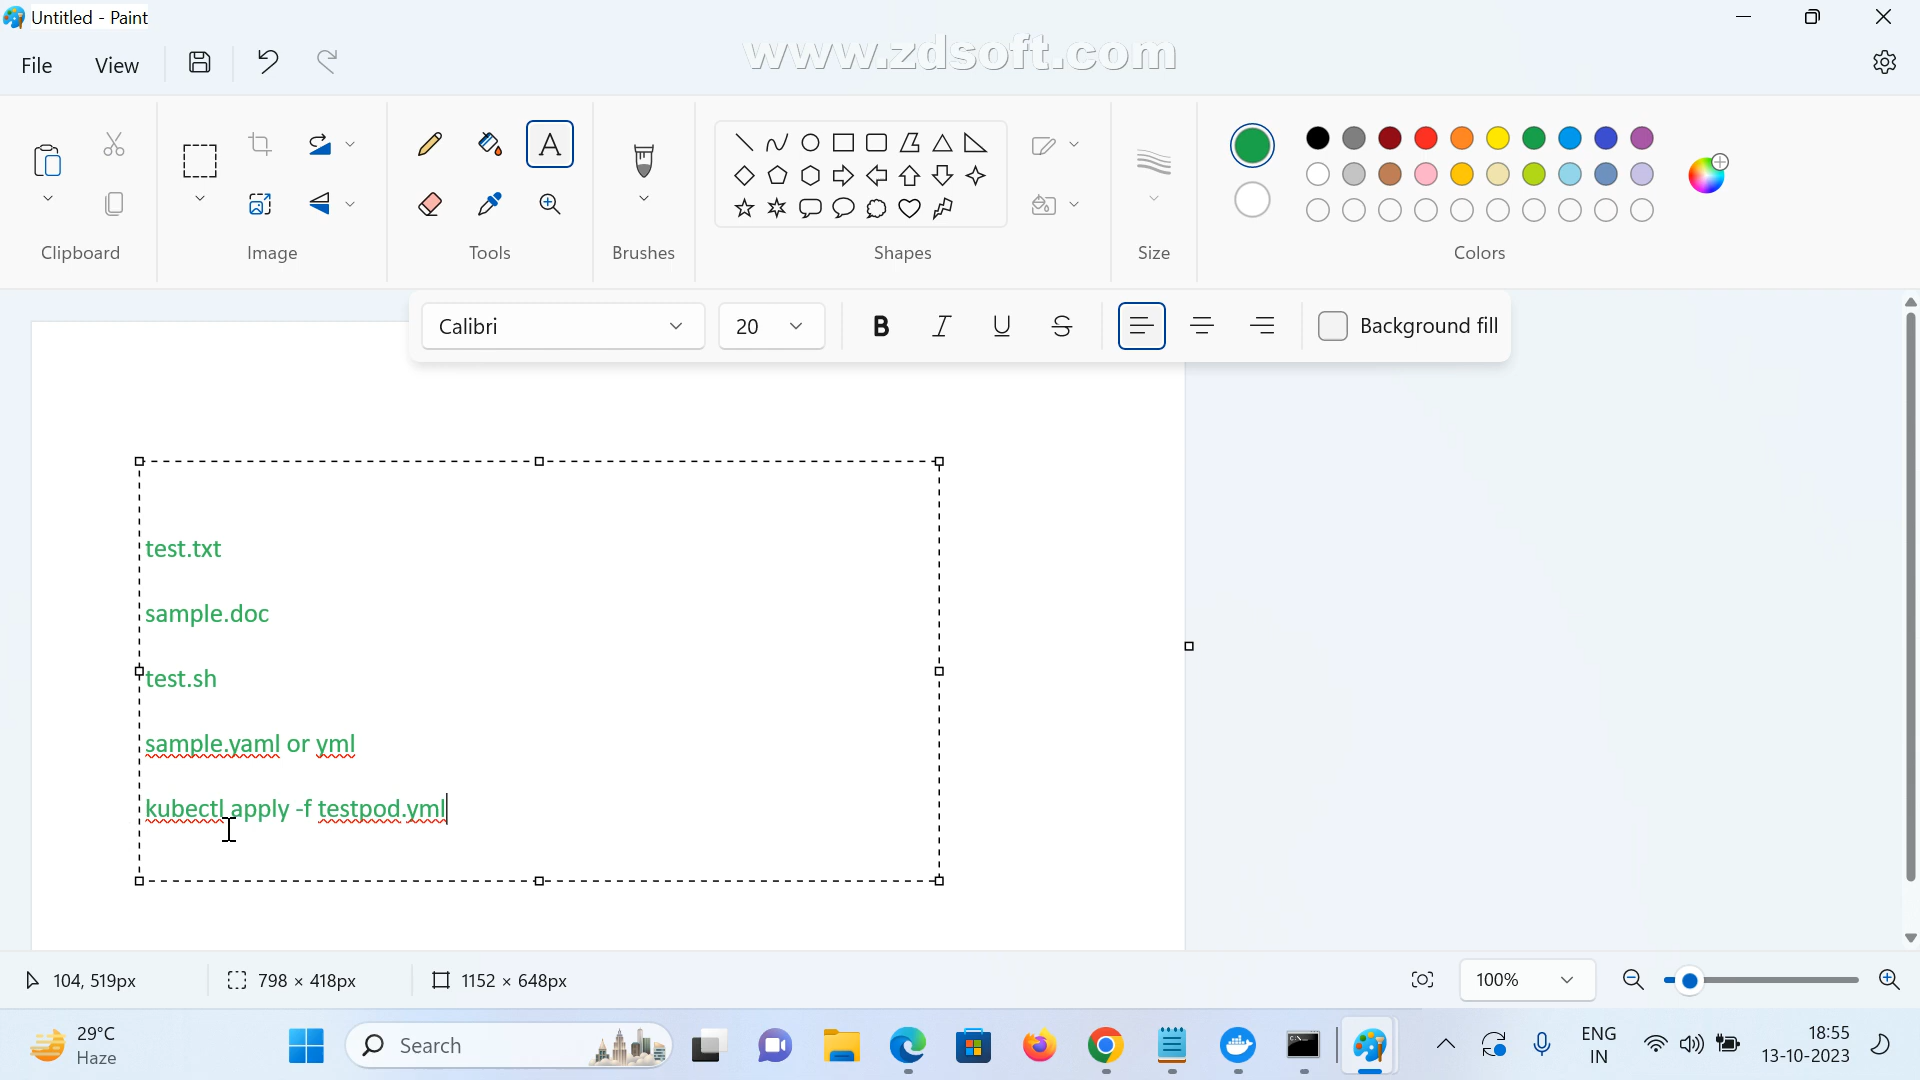 Untitled - Paint
www.zdsoft.com
File View
Clipboard Image Tools Brushes Shapes Size Colors
Calibri 20 B I U S Background fill
test.txt
sample.doc
test.sh
sample.yaml or yml
kubectl apply -f testpod.yml
104, 519px 798 × 418px 1152 × 648px 100%
29°C
Haze
Search
ENG
IN
18:55
13-10-2023